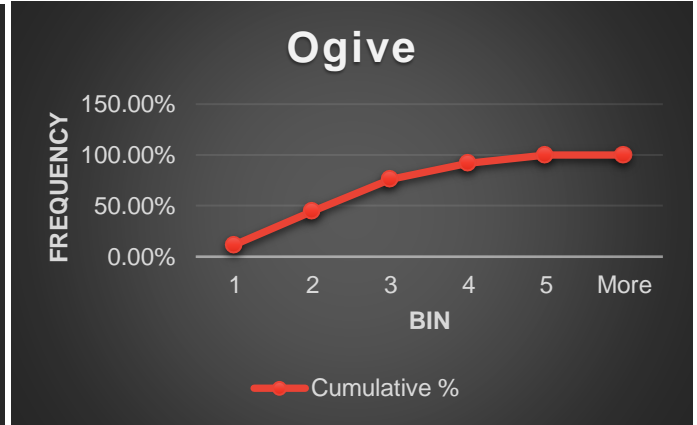 Ogive
FREQUENCY
150.00%
100.00%
50.00%
0.00%
1 2 3 4 5 More
BIN
Cumulative %